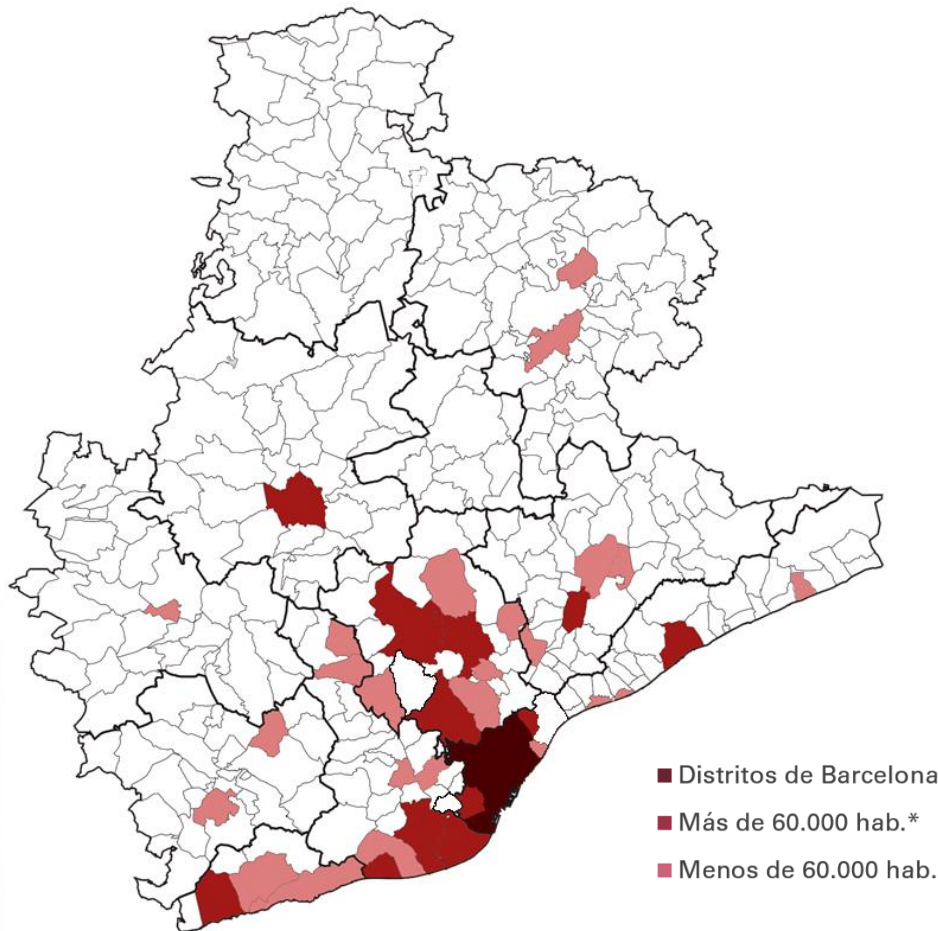 Distritos de Barcelona
Más de 60.000 hab.*
Menos de 60.000 hab.